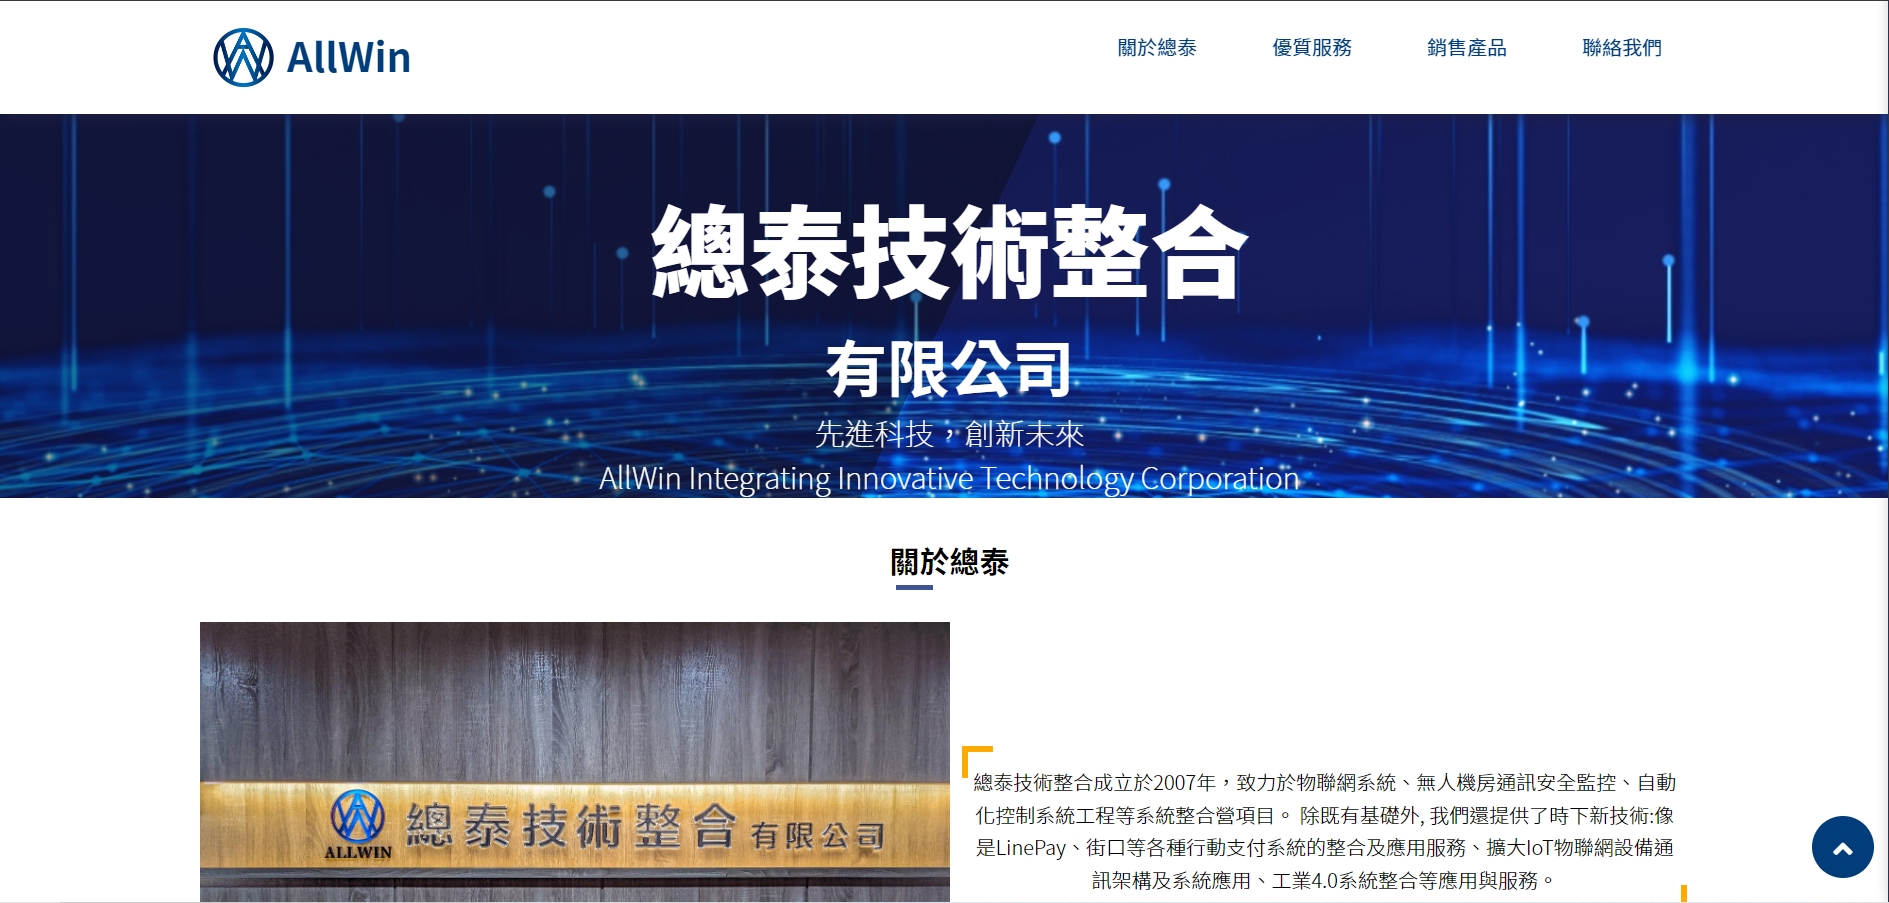 AllWin
關於總泰
優質服務
銷售產品
聯絡我們
總泰技術整合
有限公司
先進科技，創新未來
AllWin Integrating Innovative Technology Corporation
關於總泰
ALLWIN
總泰技術整合 有限公司
總泰技術整合成立於2007年，致力於物聯網系統、無人機房通訊安全監控、自動
化控制系統工程等系統整合營項目。 除既有基礎外, 我們還提供了時下新技術:像
是LinePay、街口等各種行動支付系統的整合及應用服務、擴大IoT物聯網設備通
訊架構及系統應用、工業4.0系統整合等應用與服務。